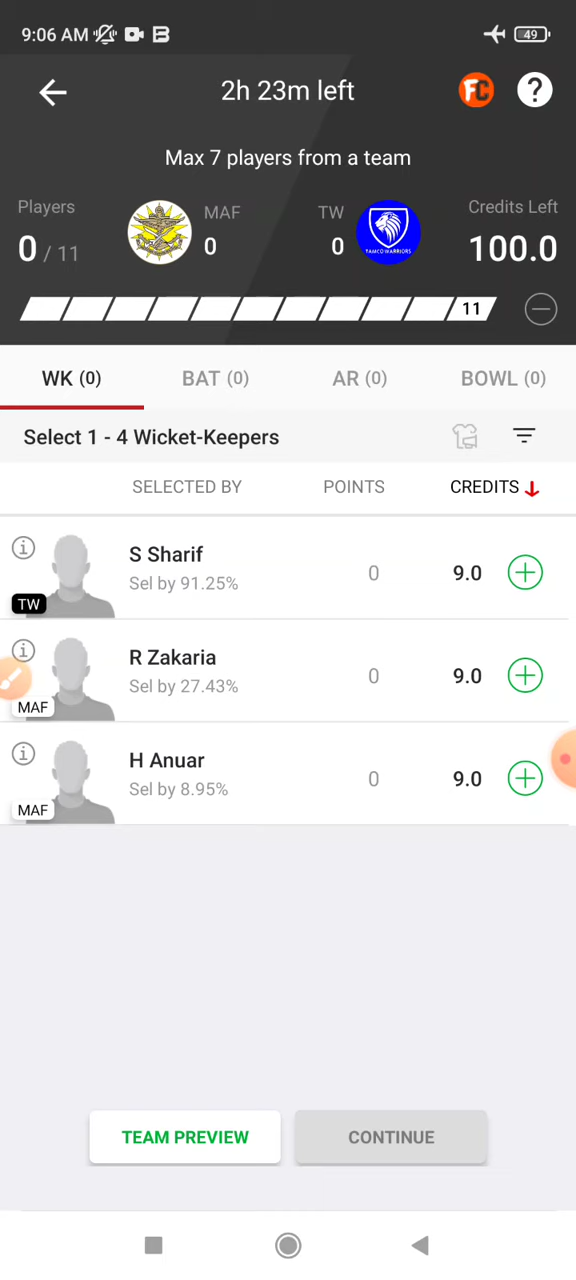 9:06 AM
49
2h 23m left
FC
?
Max 7 players from a team
Players
0 / 11
MAF
0
TW
0
TAMCO WARRIORS
Credits Left
100.0
11
WK (0)
BAT (0)
AR (0)
BOWL (0)
Select 1 - 4 Wicket-Keepers
SELECTED BY
POINTS
CREDITS
S Sharif
Sel by 91.25%
TW
0
9.0
R Zakaria
Sel by 27.43%
MAF
0
9.0
H Anuar
Sel by 8.95%
MAF
0
9.0
TEAM PREVIEW
CONTINUE